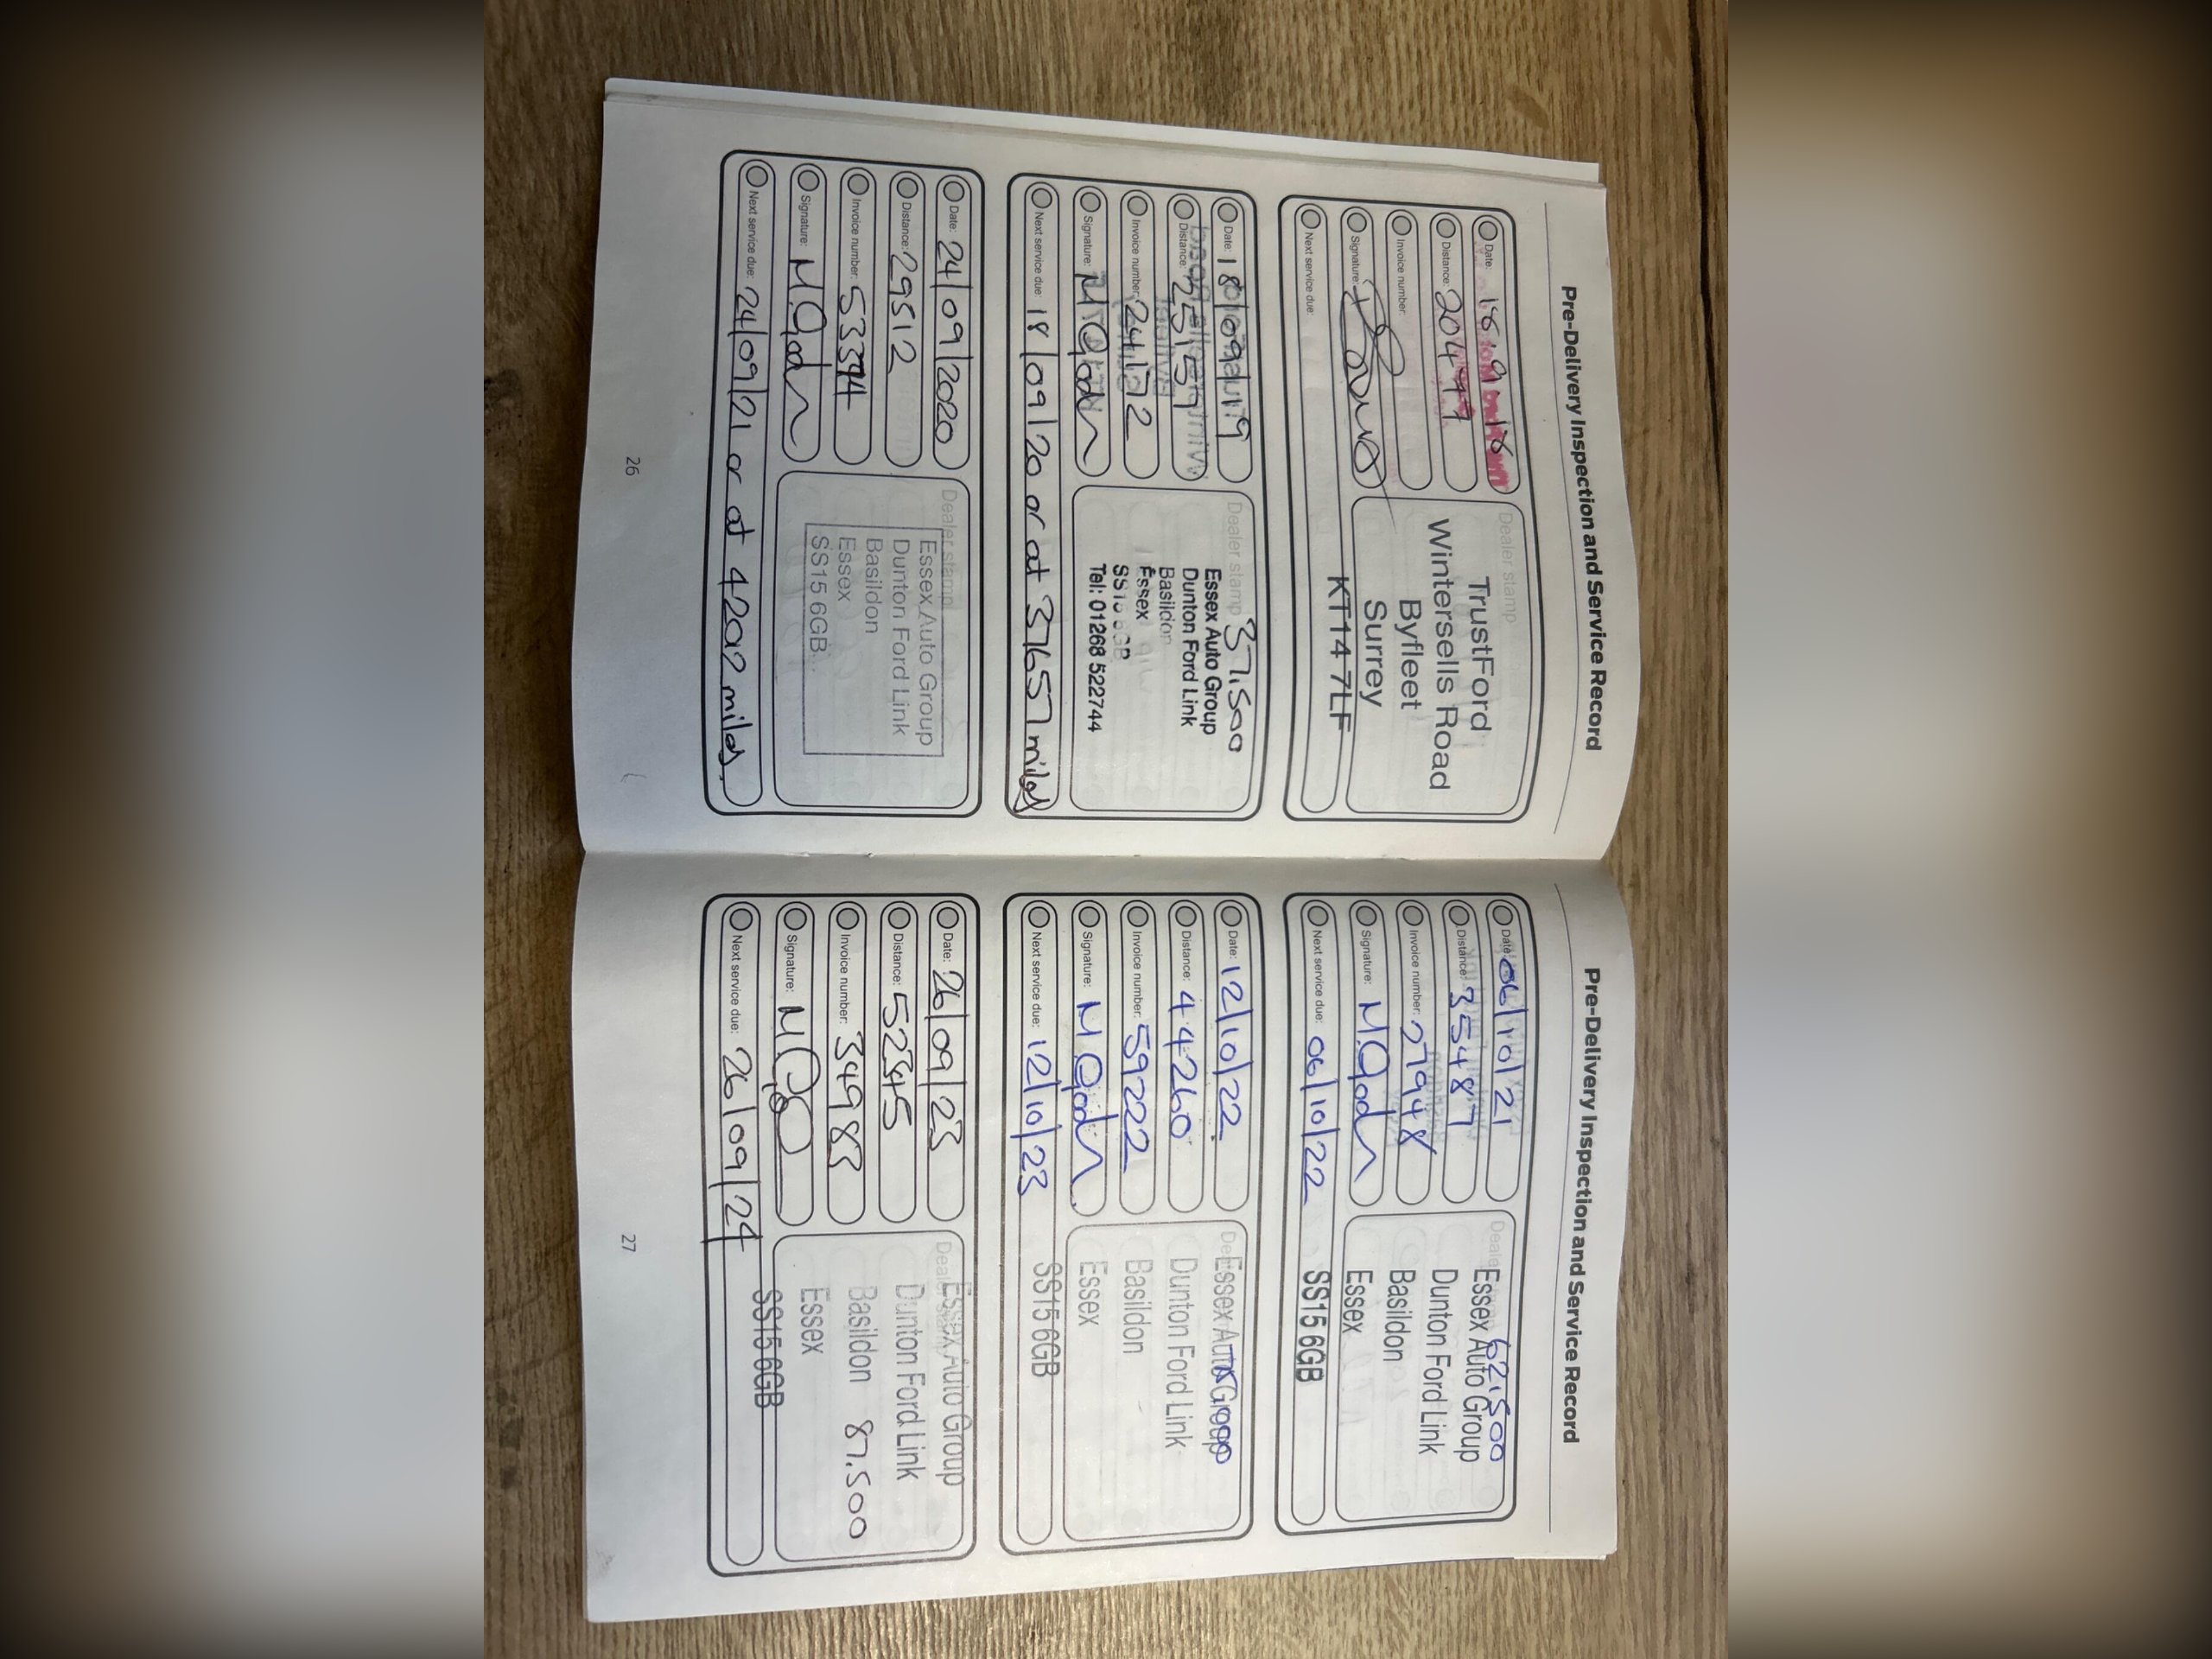 Pre-Delivery Inspection and Service Record
Date: 18.9.18
Distance: 20447
Invoice number:
Signature:
Next service due:
Dealer stamp
TrustFord
Wintersells Road
Byfleet
Surrey
KT14 7LF
Date: 18/09/19
Distance: 25157
Invoice number: 244172
Signature:
Next service due: 18/09/20 or at 37657 miles
Dealer stamp 37.500
Essex Auto Group
Dunton Ford Link
Basildon
Essex
SS15 6GB
Tel: 01268 522744
Date: 24/09/2020
Distance: 29512
Invoice number: 53394
Signature:
Next service due: 24/09/21 or at 42012 miles
Dealer stamp
Essex Auto Group
Dunton Ford Link
Basildon
Essex
SS15 6GB
26
Pre-Delivery Inspection and Service Record
Date: 06/10/21
Distance: 35487
Invoice number: 27948
Signature:
Next service due: 06/10/22
62.500
Essex Auto Group
Dunton Ford Link
Basildon
Essex
SS15 6GB
Date: 12/10/22
Distance: 44260
Invoice number: 59222
Signature:
Next service due: 12/10/23
Essex Auto Group
Dunton Ford Link
Basildon
Essex
SS15 6GB
Date: 26/09/23
Distance: 52345
Invoice number: 34983
Signature:
Next service due: 26/09/24
Essex Auto Group
Dunton Ford Link
Basildon 87.500
Essex
SS15 6GB
27